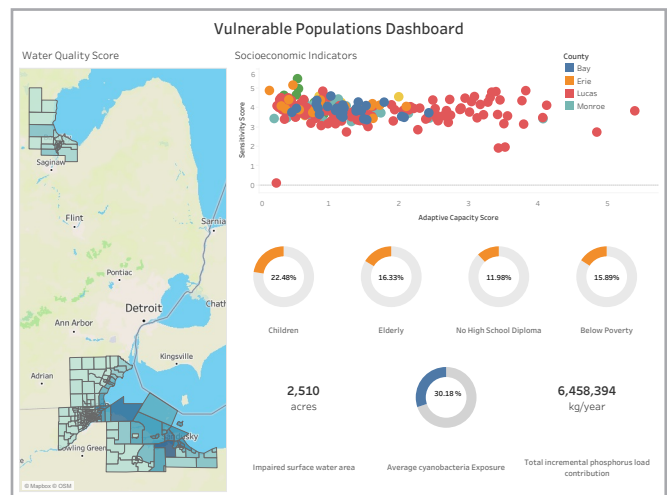 Vulnerable Populations Dashboard
Water Quality Score
Saginaw
Flint
Sarnia
Pontiac
Detroit
Chath
Ann Arbor
Kingsville
Adrian
Bowling Green
sky
© Mapbox © OSM
Socioeconomic Indicators
County
Bay
Erie
Lucas
Monroe
Sensitivity Score
6
5
4
3
2
1
0
0 1 2 3 4 5
Adaptive Capacity Score
22.48% 16.33% 11.98% 15.89%
Children Elderly No High School Diploma Below Poverty
2,510
acres
30.18 %
6,458,394
kg/year
Impaired surface water area
Average cyanobacteria Exposure
Total incremental phosphorus load
contribution